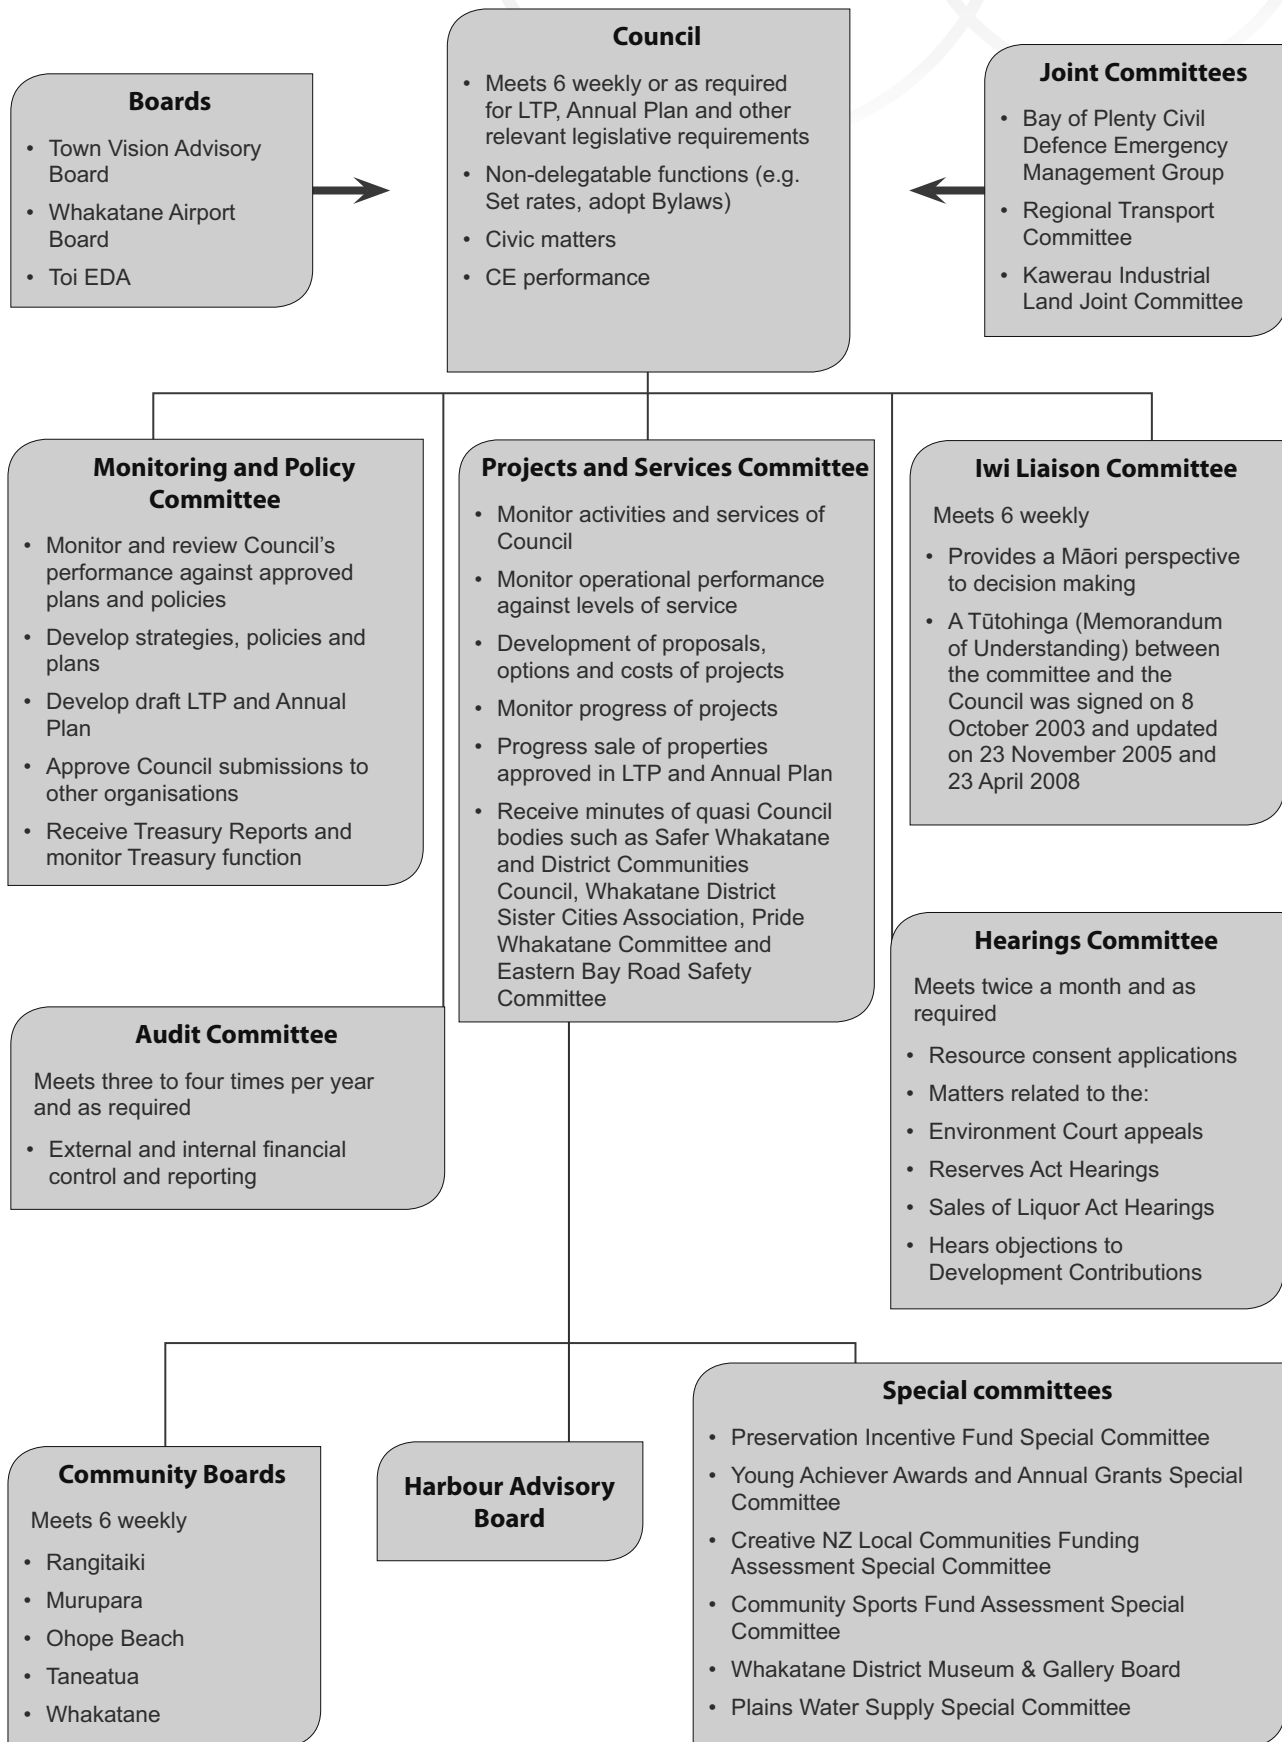 Council
• Meets 6 weekly or as required
for LTP, Annual Plan and other
relevant legislative requirements
• Non-delegatable functions (e.g.
Set rates, adopt Bylaws)
• Civic matters
• CE performance
Boards
• Town Vision Advisory
Board
• Whakatane Airport
Board
• Toi EDA
Joint Committees
• Bay of Plenty Civil
Defence Emergency
Management Group
• Regional Transport
Committee
• Kawerau Industrial
Land Joint Committee
Monitoring and Policy
Committee
• Monitor and review Council's
performance against approved
plans and policies
• Develop strategies, policies and
plans
• Develop draft LTP and Annual
Plan
• Approve Council submissions to
other organisations
• Receive Treasury Reports and
monitor Treasury function
Projects and Services Committee
• Monitor activities and services of
Council
• Monitor operational performance
against levels of service
• Development of proposals,
options and costs of projects
• Monitor progress of projects
• Progress sale of properties
approved in LTP and Annual Plan
• Receive minutes of quasi Council
bodies such as Safer Whakatane
and District Communities
Council, Whakatane District
Sister Cities Association, Pride
Whakatane Committee and
Eastern Bay Road Safety
Committee
Iwi Liaison Committee
Meets 6 weekly
• Provides a Māori perspective
to decision making
• A Tūtohinga (Memorandum
of Understanding) between
the committee and the
Council was signed on 8
October 2003 and updated
on 23 November 2005 and
23 April 2008
Audit Committee
Meets three to four times per year
and as required
• External and internal financial
control and reporting
Hearings Committee
Meets twice a month and as
required
• Resource consent applications
• Matters related to the:
• Environment Court appeals
• Reserves Act Hearings
• Sales of Liquor Act Hearings
• Hears objections to
Development Contributions
Community Boards
Meets 6 weekly
• Rangitaiki
• Murupara
• Ohope Beach
• Taneatua
• Whakatane
Harbour Advisory
Board
Special committees
• Preservation Incentive Fund Special Committee
• Young Achiever Awards and Annual Grants Special
Committee
• Creative NZ Local Communities Funding
Assessment Special Committee
• Community Sports Fund Assessment Special
Committee
• Whakatane District Museum & Gallery Board
• Plains Water Supply Special Committee